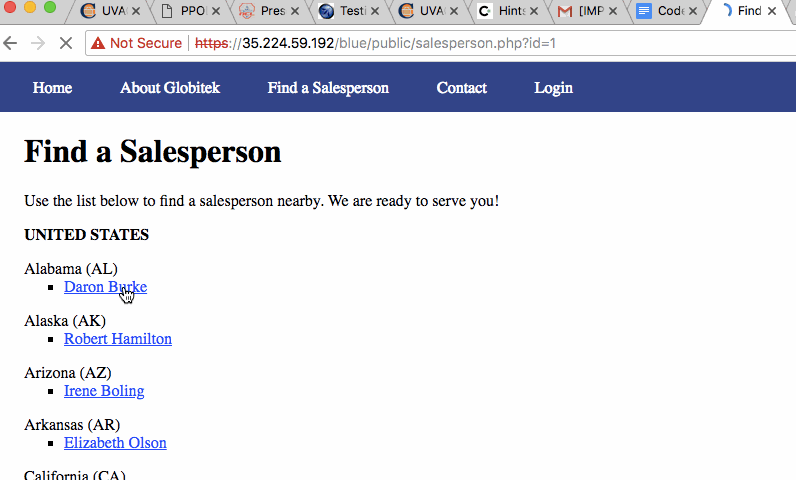 UVA PPO Pres Testi UVA Hints [IMP Code Find
Not Secure | https://35.224.59.192/blue/public/salesperson.php?id=1
Home About Globitek Find a Salesperson Contact Login
Find a Salesperson
Use the list below to find a salesperson nearby. We are ready to serve you!
UNITED STATES
Alabama (AL)
Daron Burke
Alaska (AK)
Robert Hamilton
Arizona (AZ)
Irene Boling
Arkansas (AR)
Elizabeth Olson
California (CA)